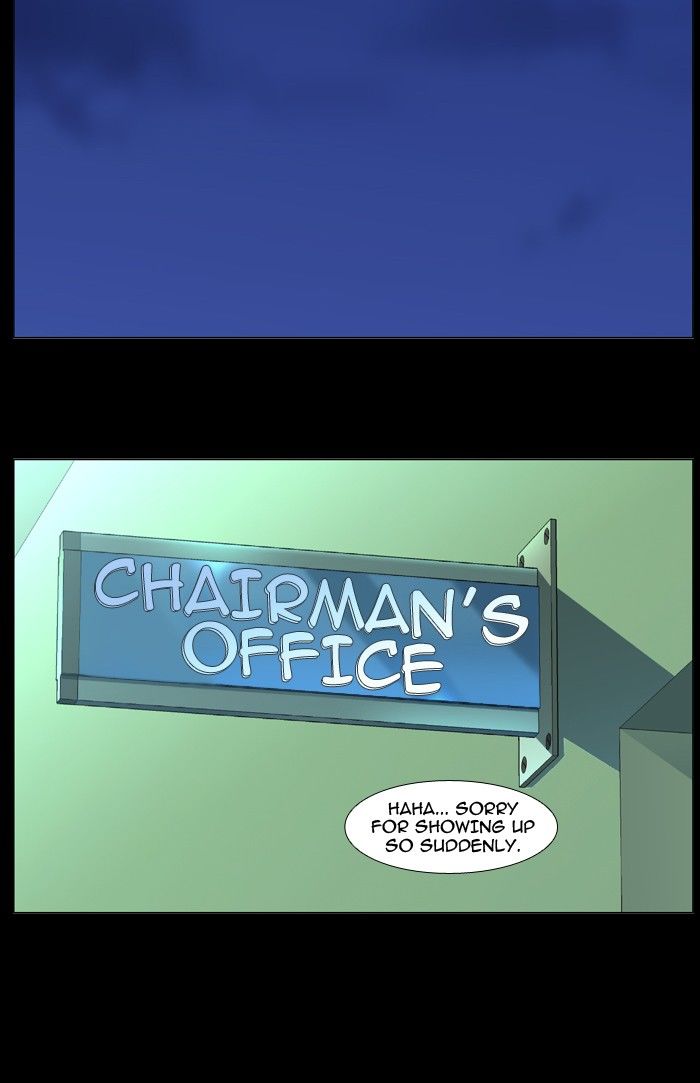 CHAIRMAN'S
OFFICE
HAHA... SORRY
FOR SHOWING UP
SO SUDDENLY.